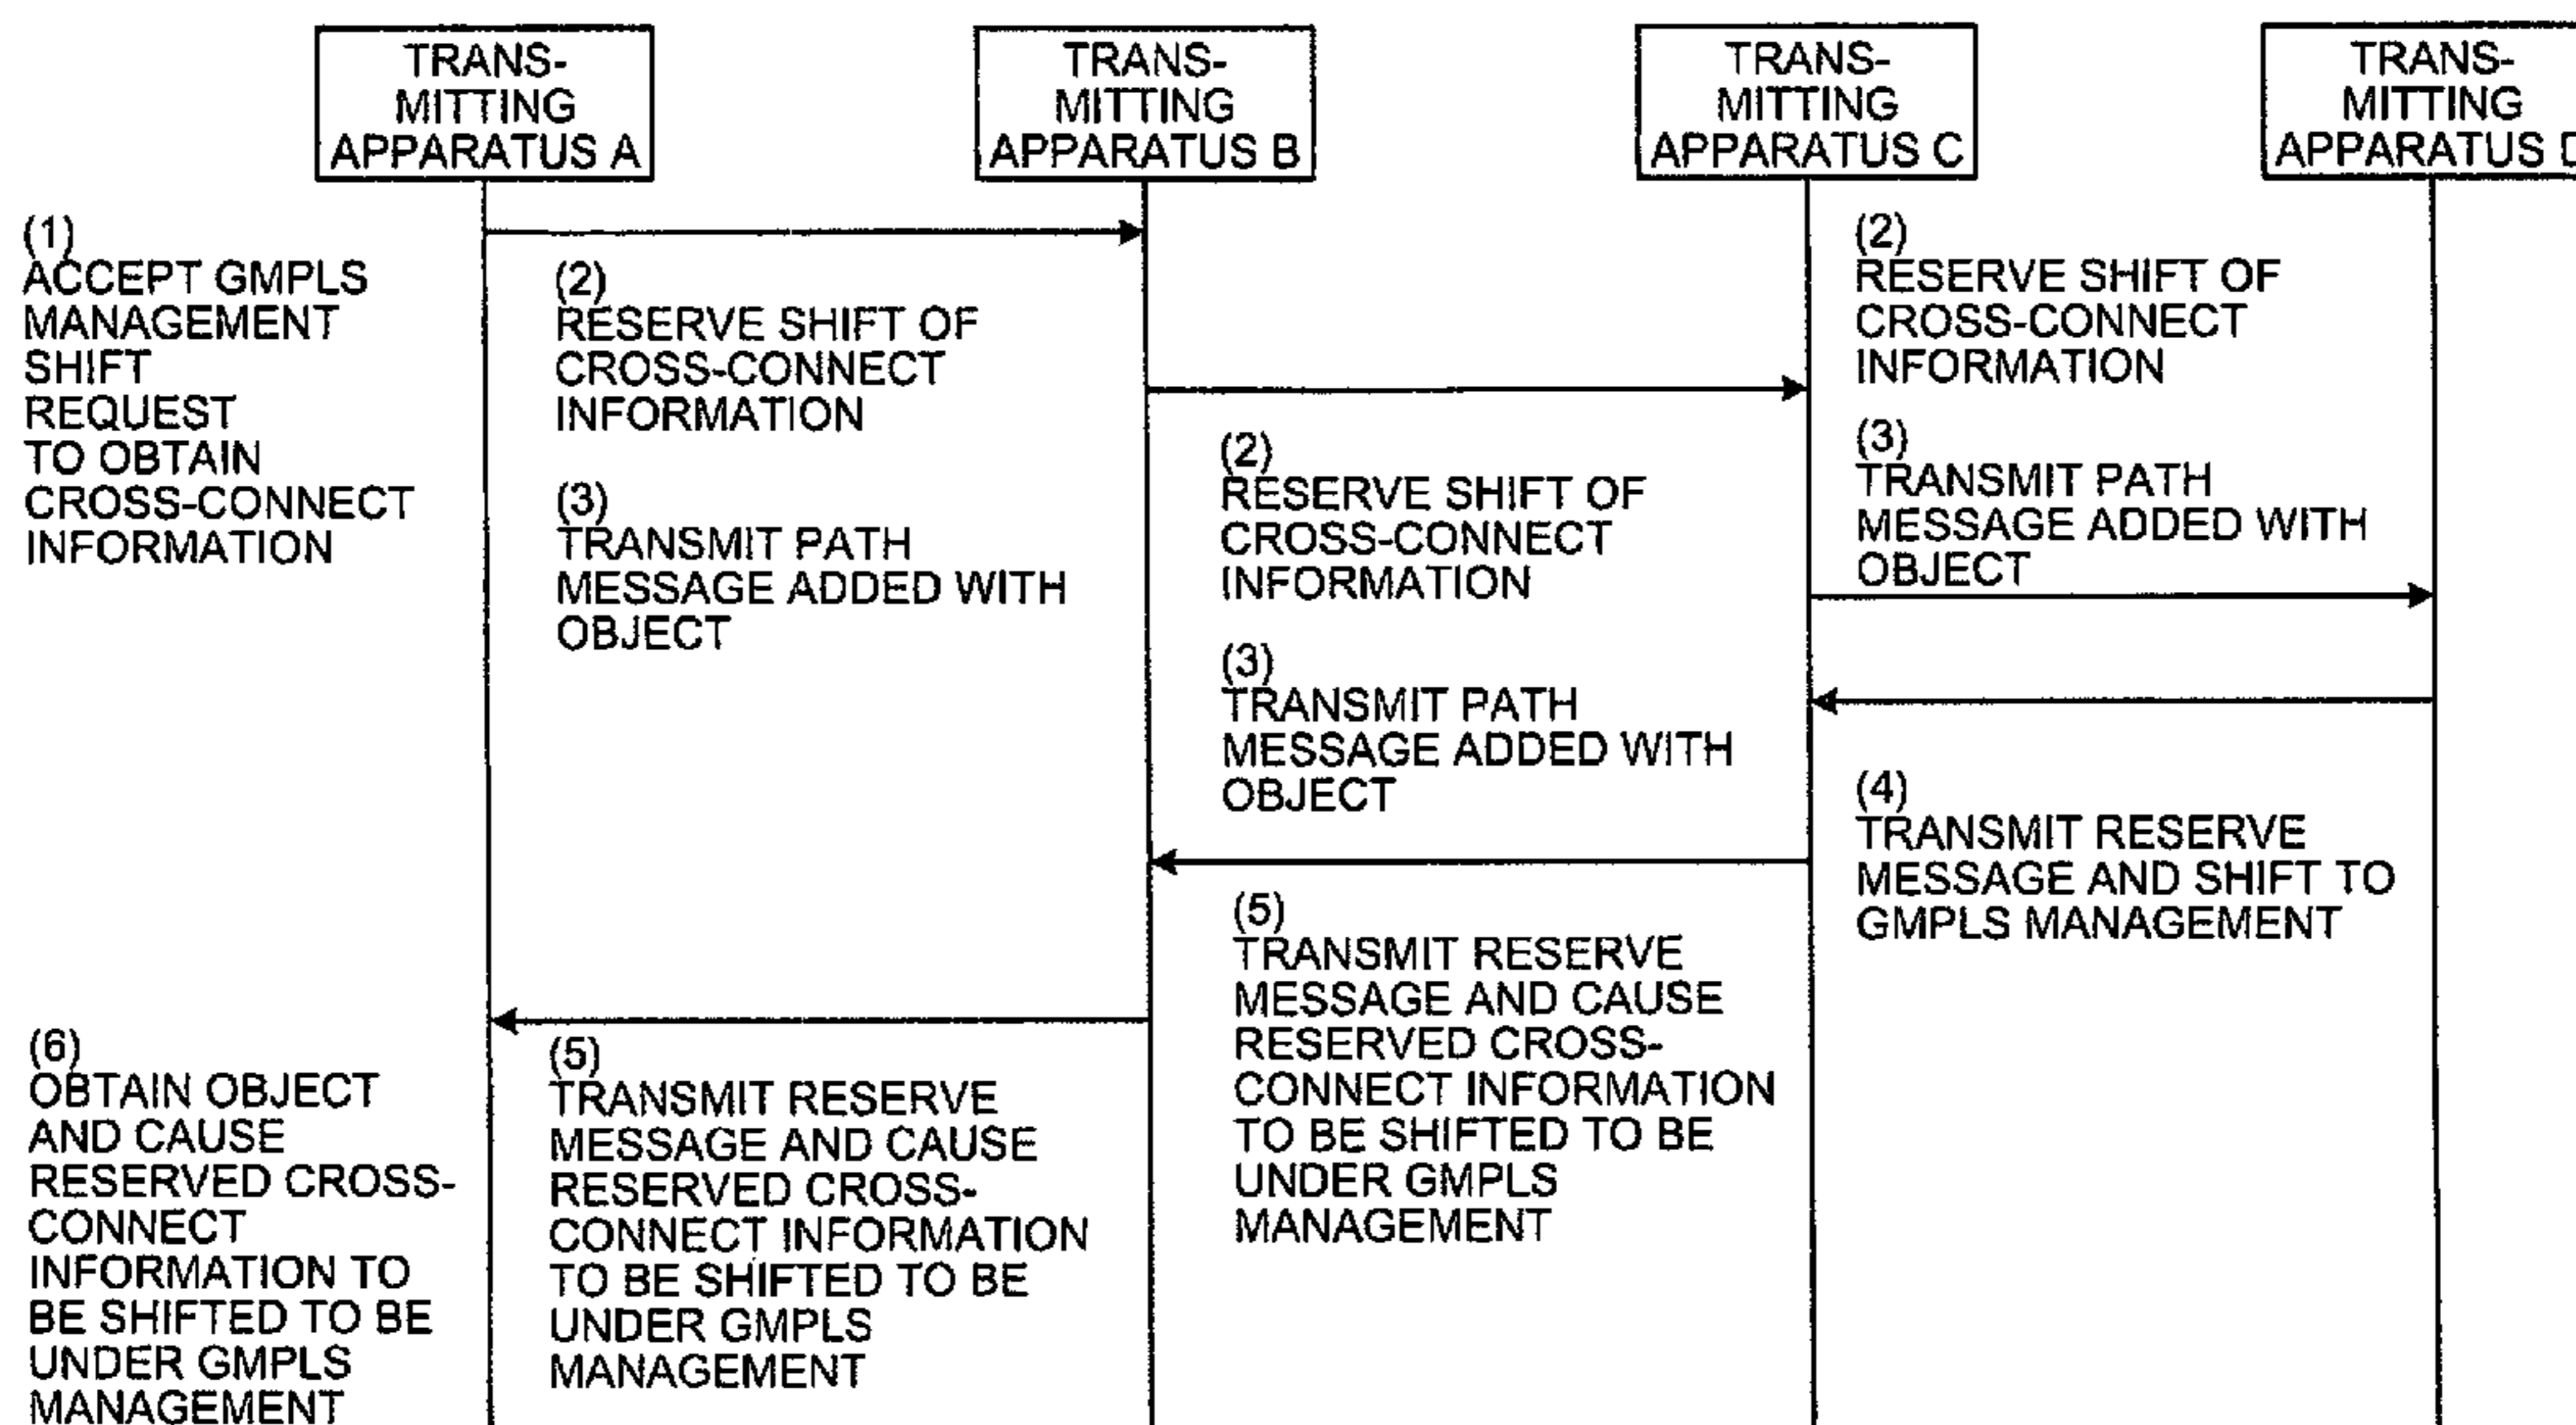 TRANS-
MITTING
APPARATUS A
TRANS-
MITTING
APPARATUS B
TRANS-
MITTING
APPARATUS C
TRANS-
MITTING
APPARATUS D
(1)
ACCEPT GMPLS
MANAGEMENT
SHIFT
REQUEST
TO OBTAIN
CROSS-CONNECT
INFORMATION
(2)
RESERVE SHIFT OF
CROSS-CONNECT
INFORMATION
(3)
TRANSMIT PATH
MESSAGE ADDED WITH
OBJECT
(2)
RESERVE SHIFT OF
CROSS-CONNECT
INFORMATION
(3)
TRANSMIT PATH
MESSAGE ADDED WITH
OBJECT
(2)
RESERVE SHIFT OF
CROSS-CONNECT
INFORMATION
(3)
TRANSMIT PATH
MESSAGE ADDED WITH
OBJECT
(4)
TRANSMIT RESERVE
MESSAGE AND SHIFT TO
GMPLS MANAGEMENT
(5)
TRANSMIT RESERVE
MESSAGE AND CAUSE
RESERVED CROSS-
CONNECT INFORMATION
TO BE SHIFTED TO BE
UNDER GMPLS
MANAGEMENT
(5)
TRANSMIT RESERVE
MESSAGE AND CAUSE
RESERVED CROSS-
CONNECT INFORMATION
TO BE SHIFTED TO BE
UNDER GMPLS
MANAGEMENT
(6)
OBTAIN OBJECT
AND CAUSE
RESERVED CROSS-
CONNECT
INFORMATION TO
BE SHIFTED TO BE
UNDER GMPLS
MANAGEMENT